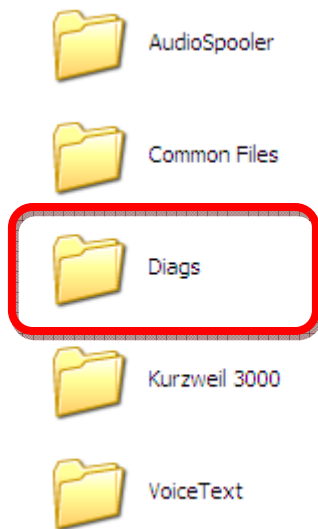 AudioSpooler
Common Files
Diags
Kurzweil 3000
VoiceText